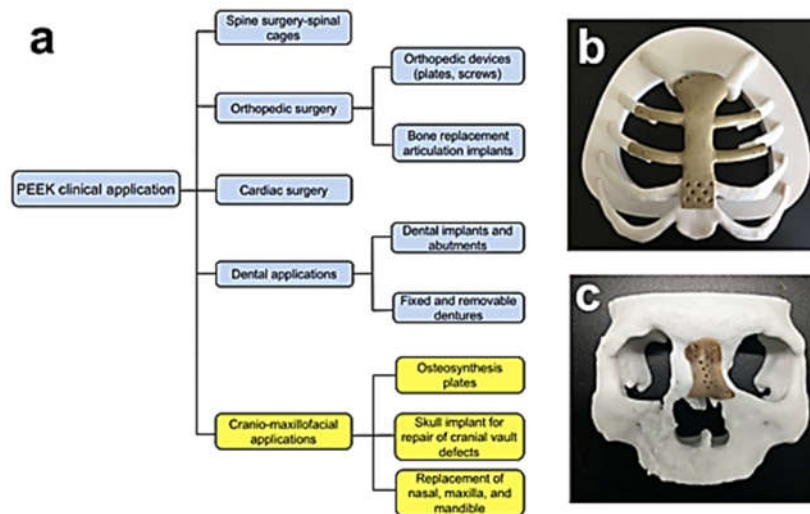 a
Spine surgery-spinal
cages
Orthopedic surgery
Orthopedic devices
(plates, screws)
Bone replacement
articulation implants
PEEK clinical application
Cardiac surgery
Dental applications
Dental implants and
abutments
Fixed and removable
dentures
Cranio-maxillofacial
applications
Osteosynthesis
plates
Skull implant for
repair of cranial vault
defects
Replacement of
nasal, maxilla, and
mandible
b
c